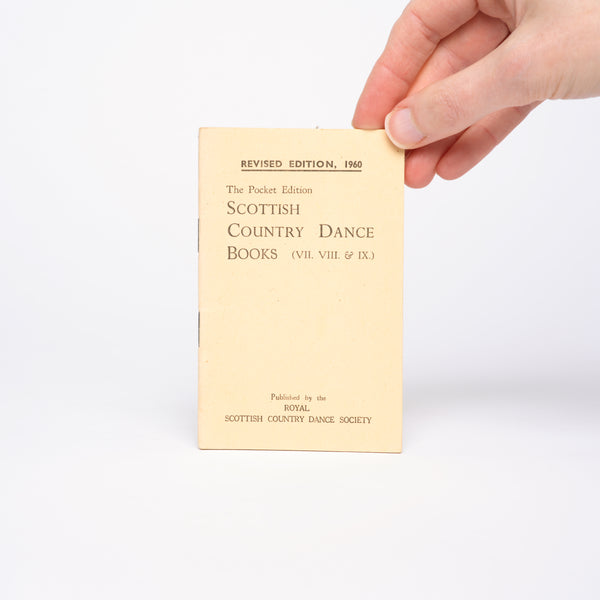 REVISED EDITION, 1960
The Pocket Edition
SCOTTISH
COUNTRY DANCE
BOOKS (VII. VIII. & IX.)
Published by the
ROYAL
SCOTTISH COUNTRY DANCE SOCIETY